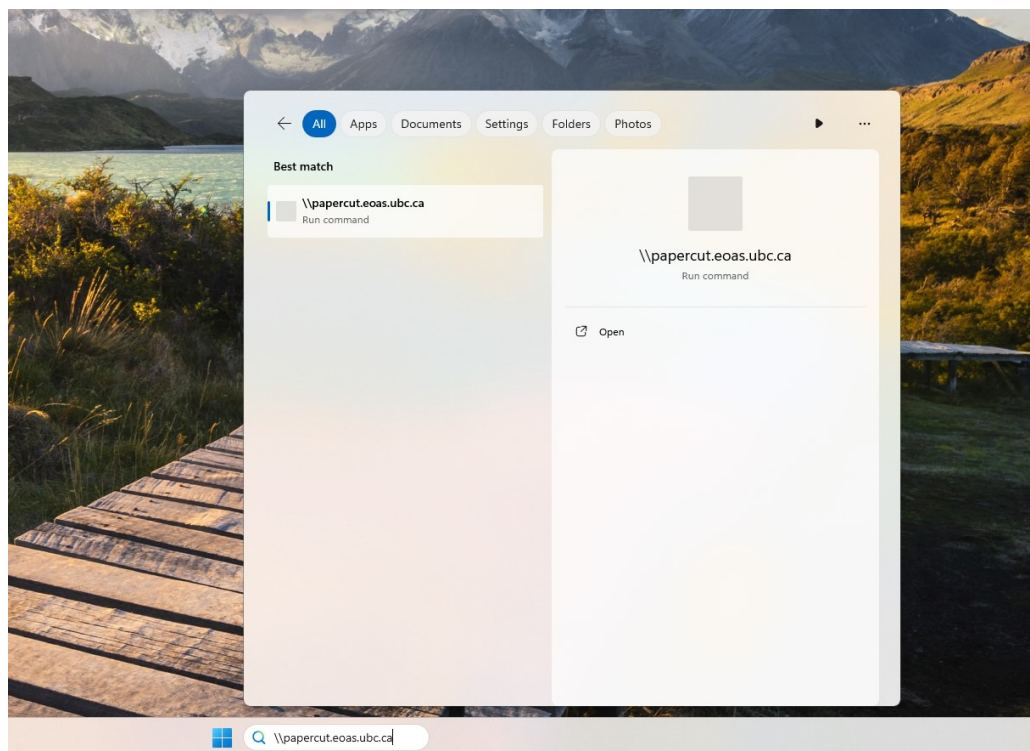 All Apps Documents Settings Folders Photos
Best match
\\papercut.eoas.ubc.ca
Run command
\\papercut.eoas.ubc.ca
Run command
Open
\\papercut.eoas.ubc.ca